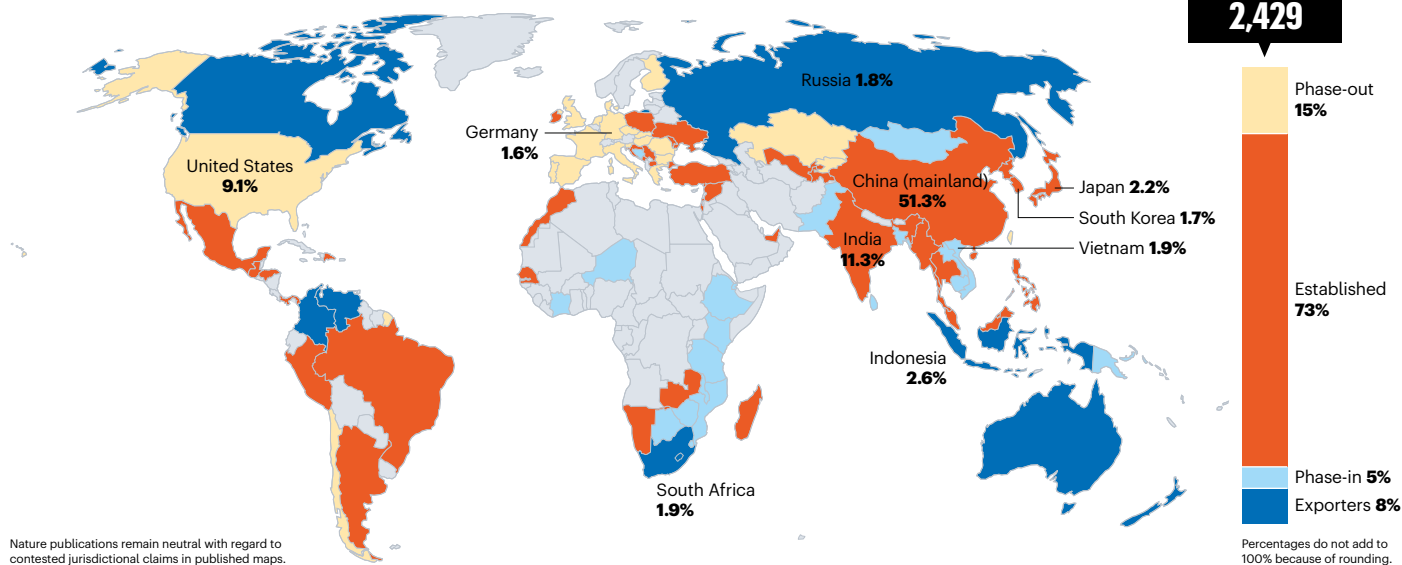 2,429
Phase-out
15%
Russia 1.8%
Germany
1.6%
United States
9.1%
China (mainland)
51.3%
Japan 2.2%
South Korea 1.7%
Vietnam 1.9%
India
11.3%
Established
73%
Indonesia
2.6%
South Africa
1.9%
Phase-in 5%
Exporters 8%
Nature publications remain neutral with regard to
contested jurisdictional claims in published maps.
Percentages do not add to
100% because of rounding.